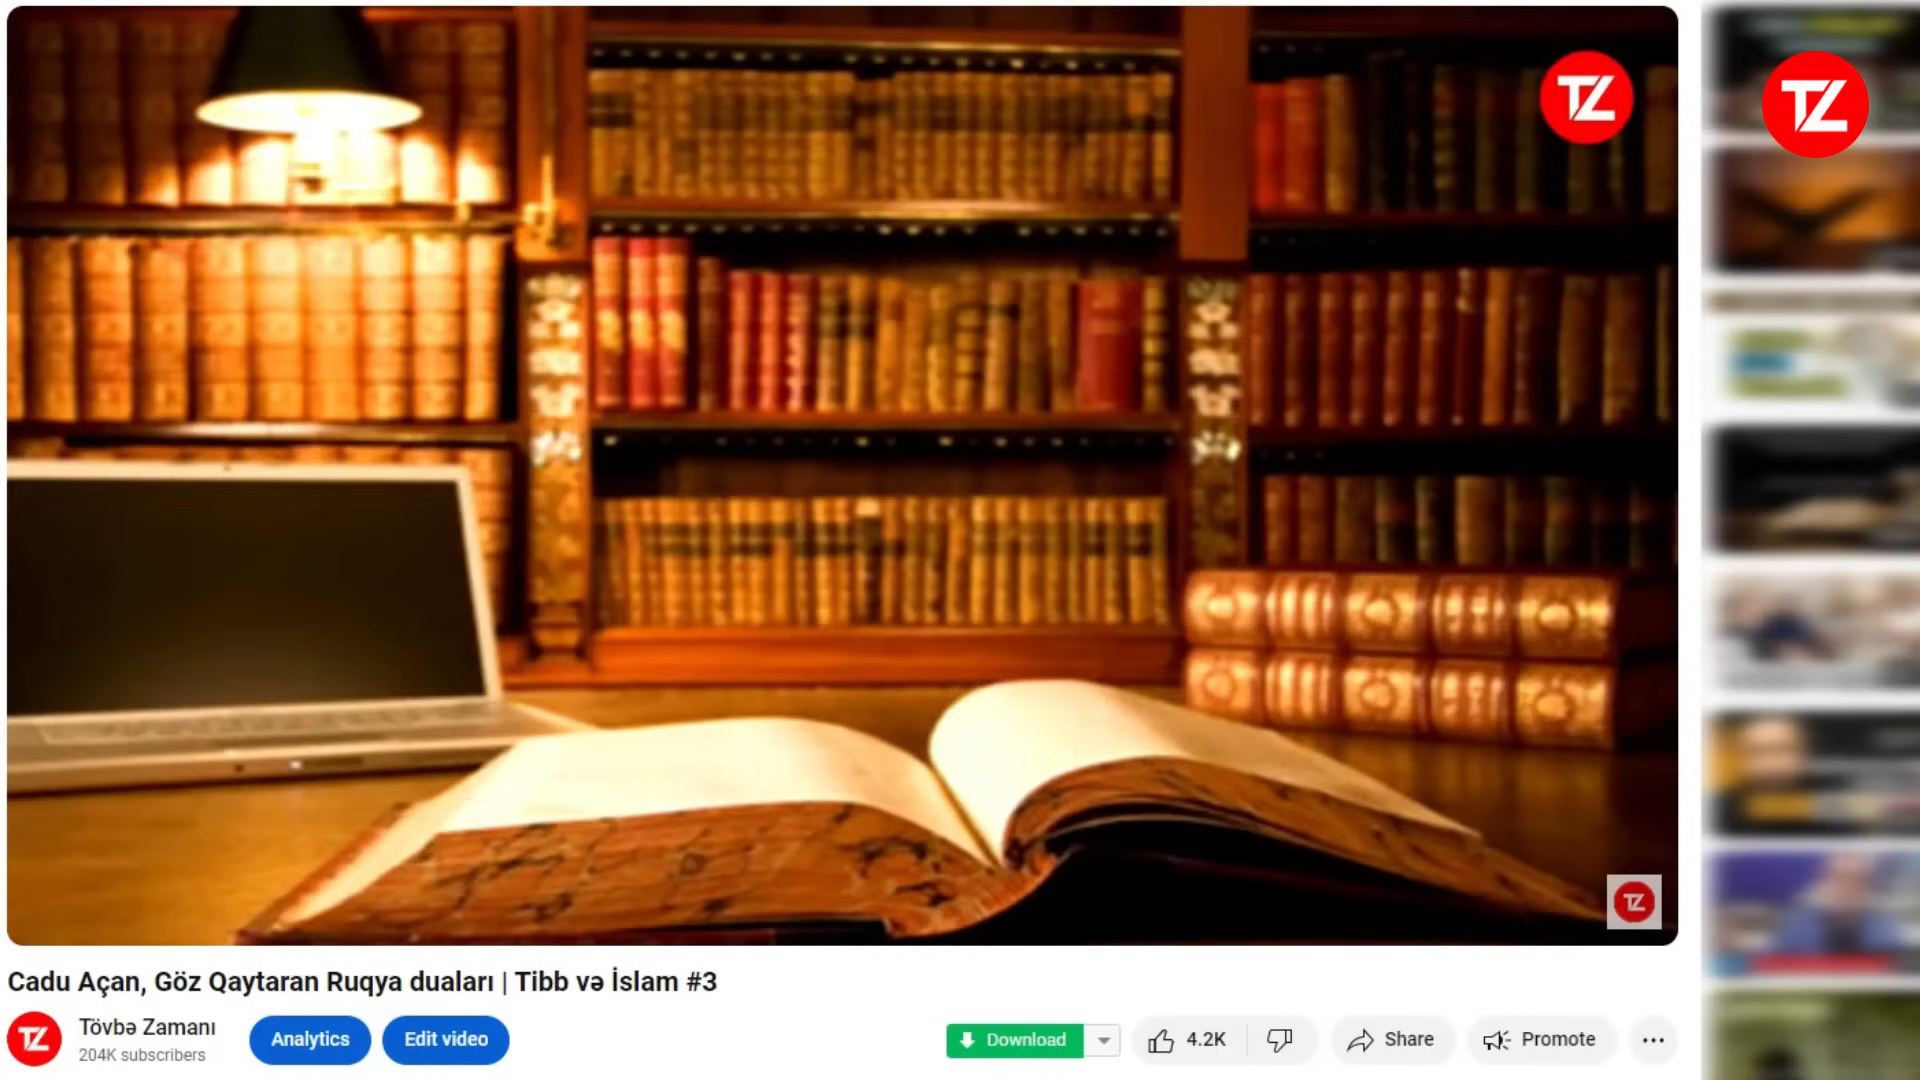 TZ
TZ
TZ
Cadu Açan, Göz Qaytaran Ruqya duaları | Tibb və İslam #3
TZ
Tövbə Zamanı
204K subscribers
Analytics
Edit video
Download
4.2K
Share
Promote